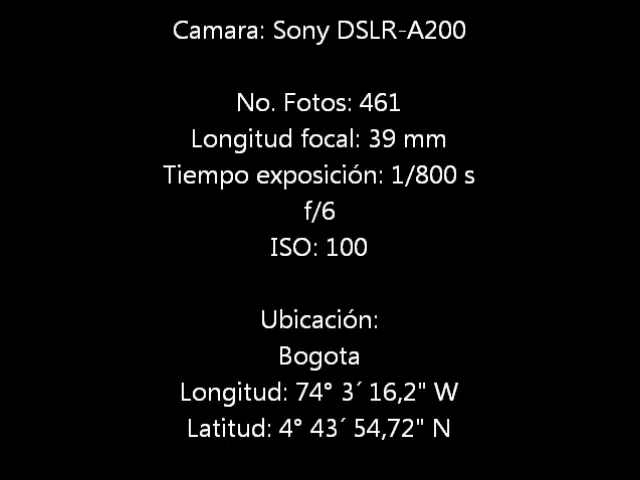 Camara: Sony DSLR-A200
No. Fotos: 461
Longitud focal: 39 mm
Tiempo exposición: 1/800 s
f/6
ISO: 100
Ubicación:
Bogota
Longitud: 74° 3´ 16,2" W
Latitud: 4° 43´ 54,72" N